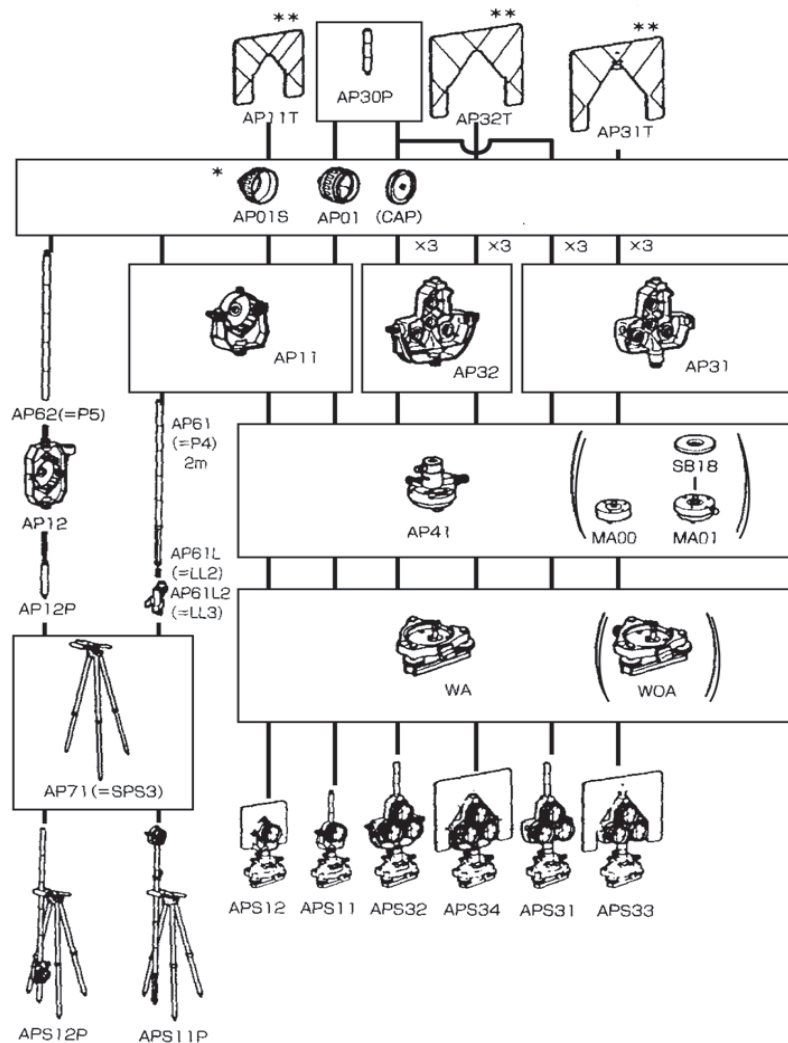 ** ** **
AP11T AP30P AP32T AP31T
* AP01S AP01 (CAP)
×3 ×3 ×3 ×3
AP11 AP32 AP31
AP62(=P5)
AP61
(=P4)
2m
SB18
AP12
AP41
MA00 MA01
AP61L
(=LL2)
AP12P
AP61L2
(=LL3)
WA WOA
AP71(=SPS3)
APS12 APS11 APS32 APS34 APS31 APS33
APS12P APS11P